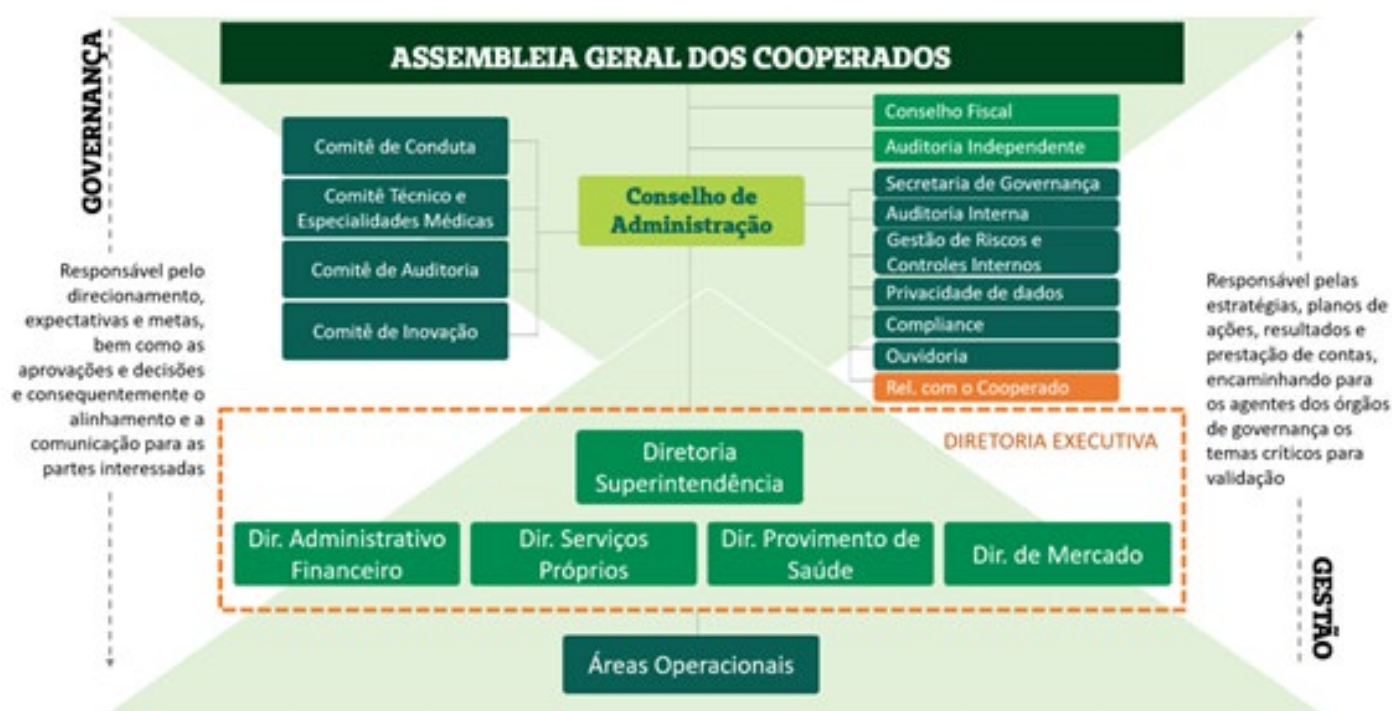 GOVERNANÇA
ASSEMBLEIA GERAL DOS COOPERADOS
Comitê de Conduta
Comitê Técnico e
Especialidades Médicas
Comitê de Auditoria
Comitê de Inovação
Conselho de
Administração
Conselho Fiscal
Auditoria Independente
Secretaria de Governança
Auditoria Interna
Gestão de Riscos e
Controles Internos
Privacidade de dados
Compliance
Ouvidoria
Rel. com o Cooperado
Responsável pelo
direcionamento,
expectativas e metas,
bem como as
aprovações e decisões
e consequentemente o
alinhamento e a
comunicação para as
partes interessadas
Responsável pelas
estratégias, planos de
ações, resultados e
prestação de contas,
encaminhando para
os agentes dos órgãos
de governança os
temas críticos para
validação
DIRETORIA EXECUTIVA
Diretoria
Superintendência
Dir. Administrativo
Financeiro
Dir. Serviços
Próprios
Dir. Provimento de
Saúde
Dir. de Mercado
GESTÃO
Áreas Operacionais